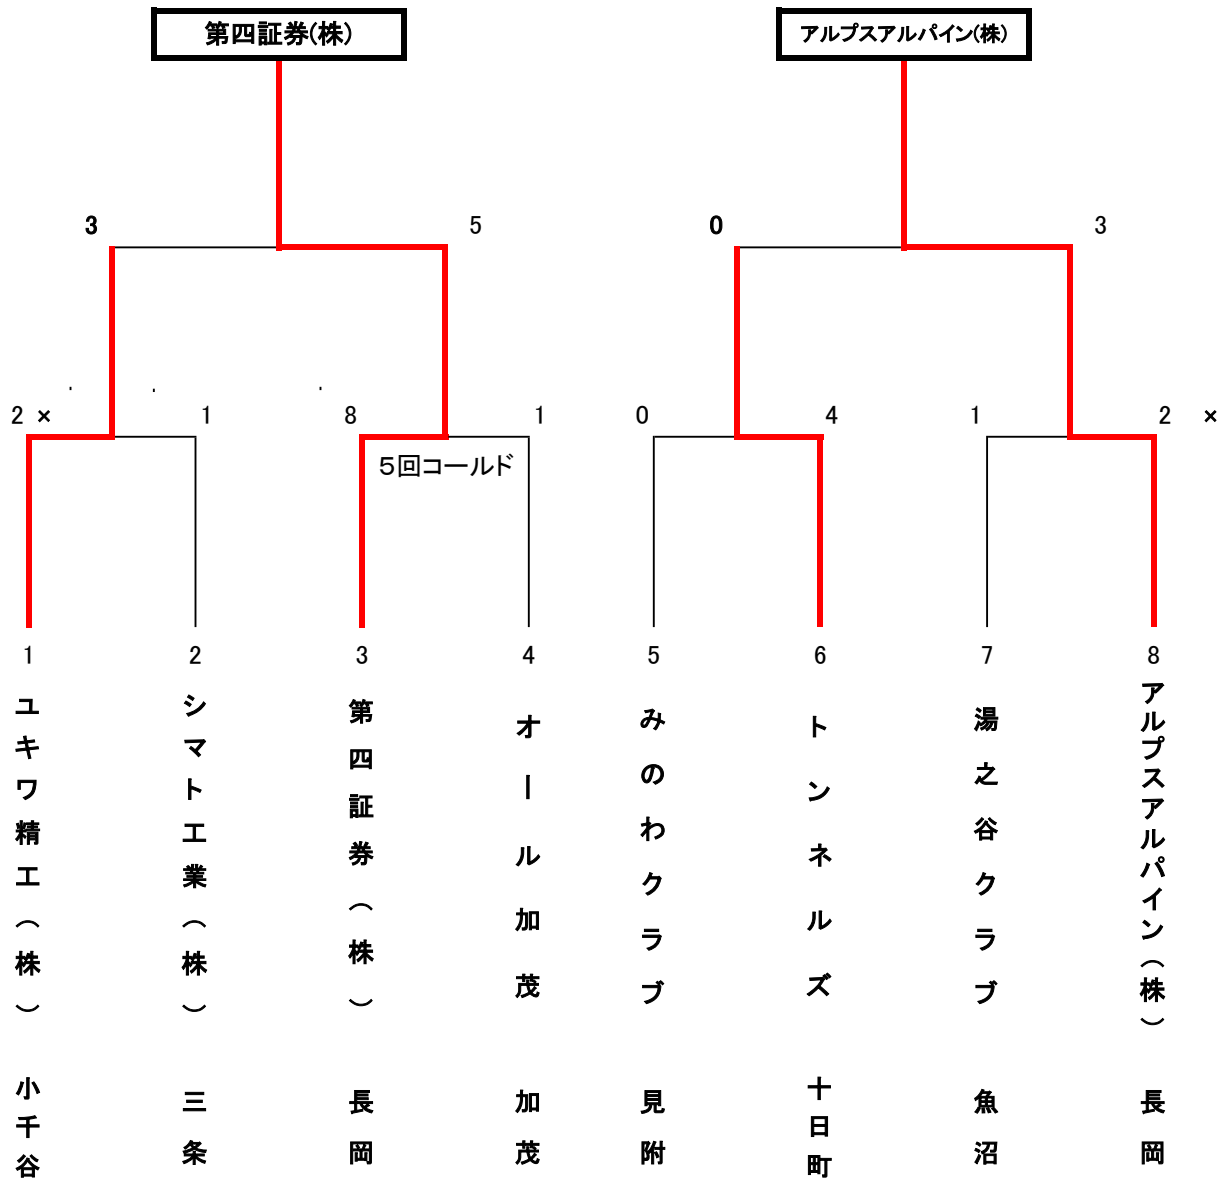 第四証券(株)
アルプスアルパイン(株)
3
5
0
3
2 ×
1
8
1
0
4
1
2 ×
5回コールド
1
2
3
4
5
6
7
8
ユキワ精工(株)
シマト工業(株)
第四証券(株)
オール加茂
みのわクラブ
トンネルズ
湯之谷クラブ
アルプスアルパイン(株)
小千谷
三条
長岡
加茂
見附
十日町
魚沼
長岡